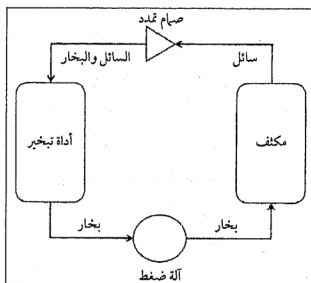 صمام تمدد
السائل والبخار
سائل
أداة تبخير
مكثف
بخار
بخار
آلة ضغط